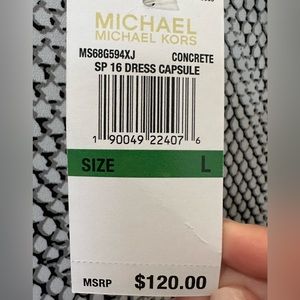 MICHAEL
MICHAEL KORS
MS68G594XJ CONCRETE
SP 16 DRESS CAPSULE
1 90049 22407 6
SIZE L
MSRP $120.00